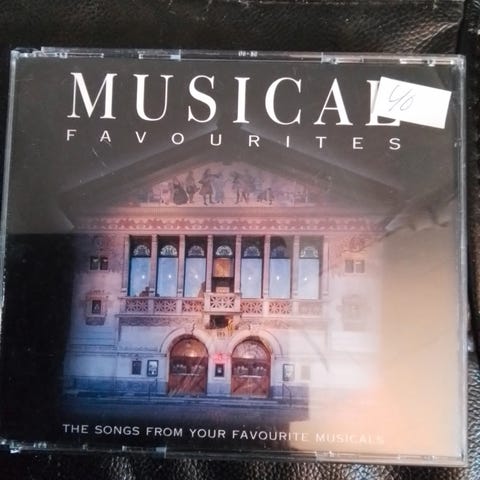 MUSICAL
FAVOURITES
THE SONGS FROM YOUR FAVOURITE MUSICALS